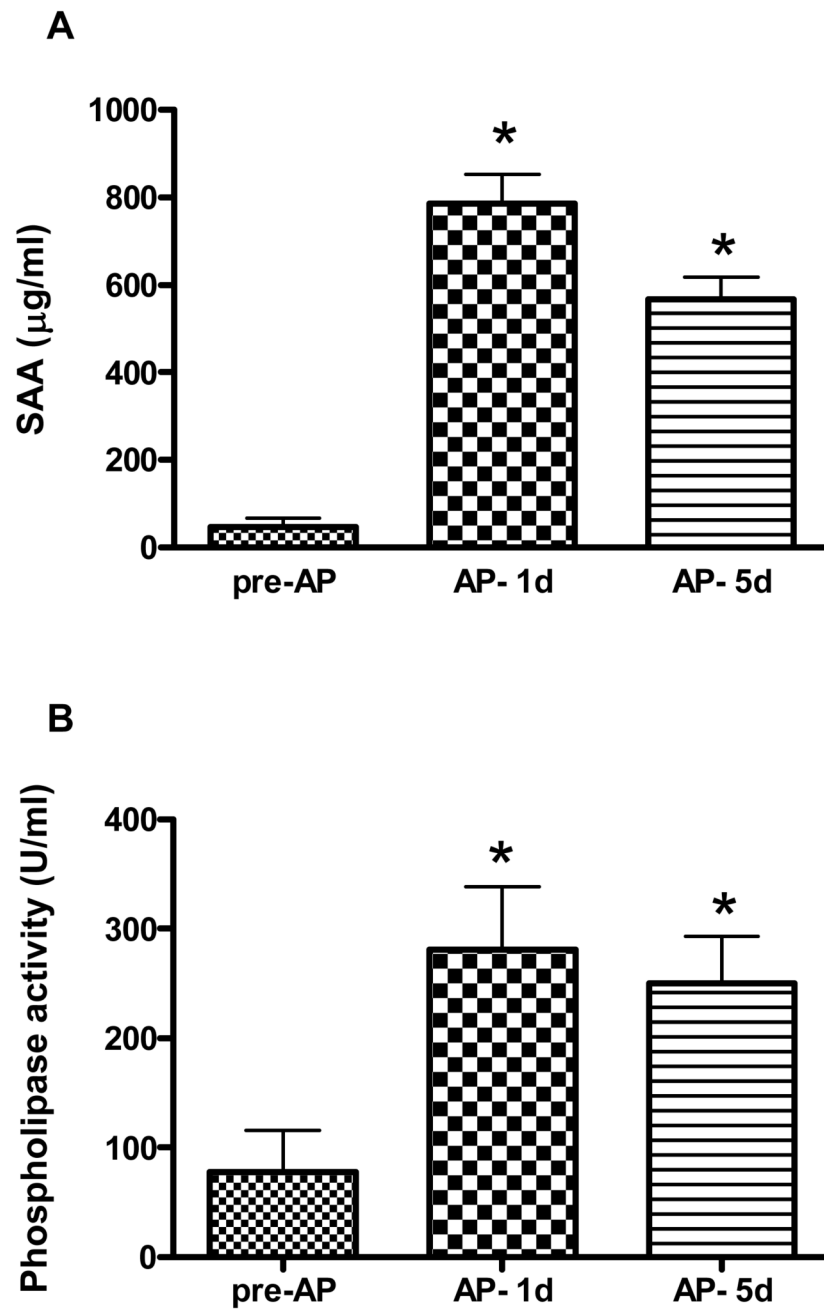 A
SAA (μg/ml)
1000
800
600
400
200
0
*
*
pre-AP AP- 1d AP- 5d
B
Phospholipase activity (U/ml)
400
300
200
100
0
*
*
pre-AP AP- 1d AP- 5d